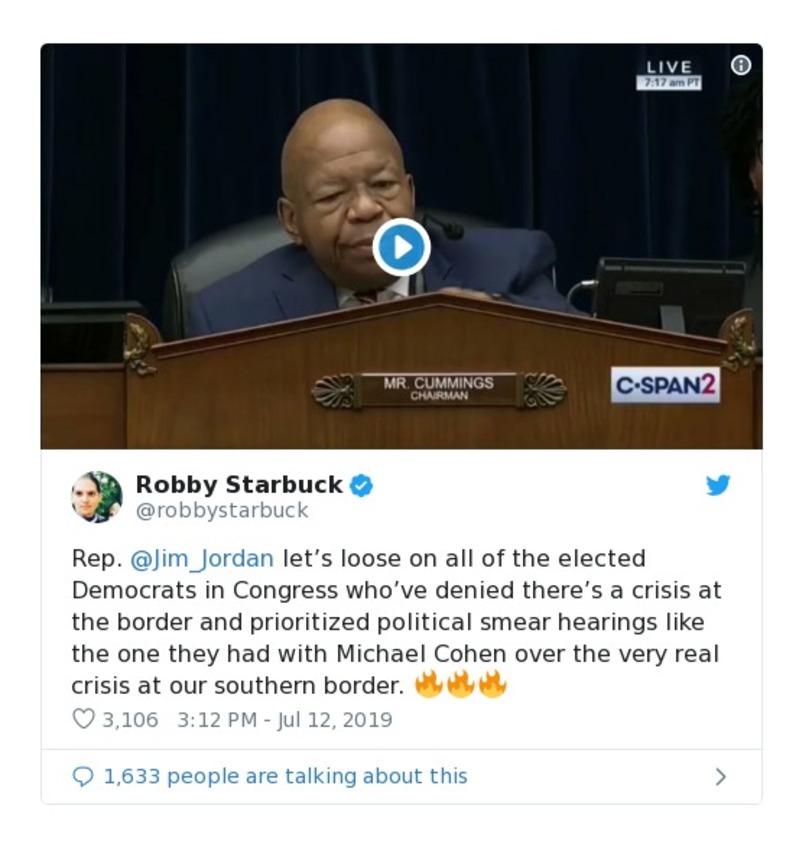 LIVE
7:17 am PT
MR. CUMMINGS
CHAIRMAN
C-SPAN2
Robby Starbuck
@robbystarbuck
Rep. @Jim_Jordan let’s loose on all of the elected
Democrats in Congress who’ve denied there’s a crisis at
the border and prioritized political smear hearings like
the one they had with Michael Cohen over the very real
crisis at our southern border. 🔥🔥🔥
3,106 3:12 PM - Jul 12, 2019
1,633 people are talking about this